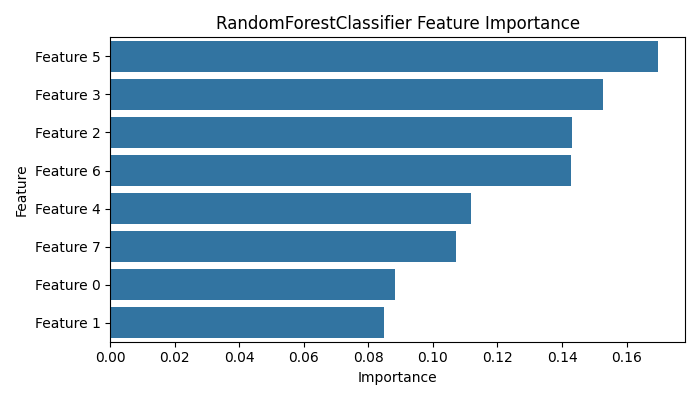 RandomForestClassifier Feature Importance
Feature 5
Feature 3
Feature 2
Feature 6
Feature 4
Feature 7
Feature 0
Feature 1
Feature
0.00 0.02 0.04 0.06 0.08 0.10 0.12 0.14 0.16
Importance